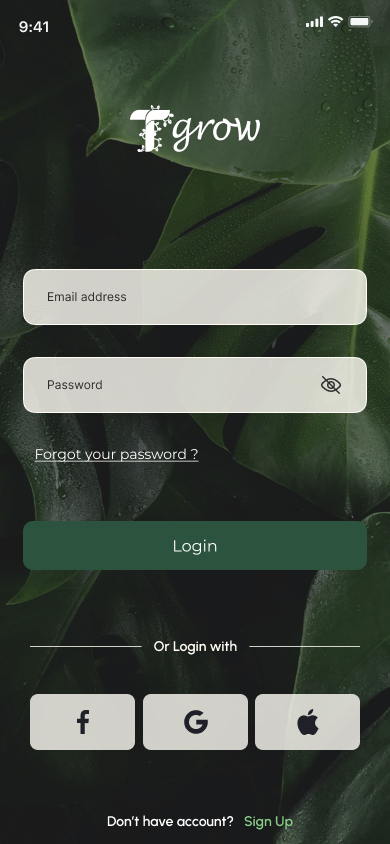 9:41
Tgrow
Email address
Password
Forgot your password ?
Login
Or Login with
Don't have account? Sign Up